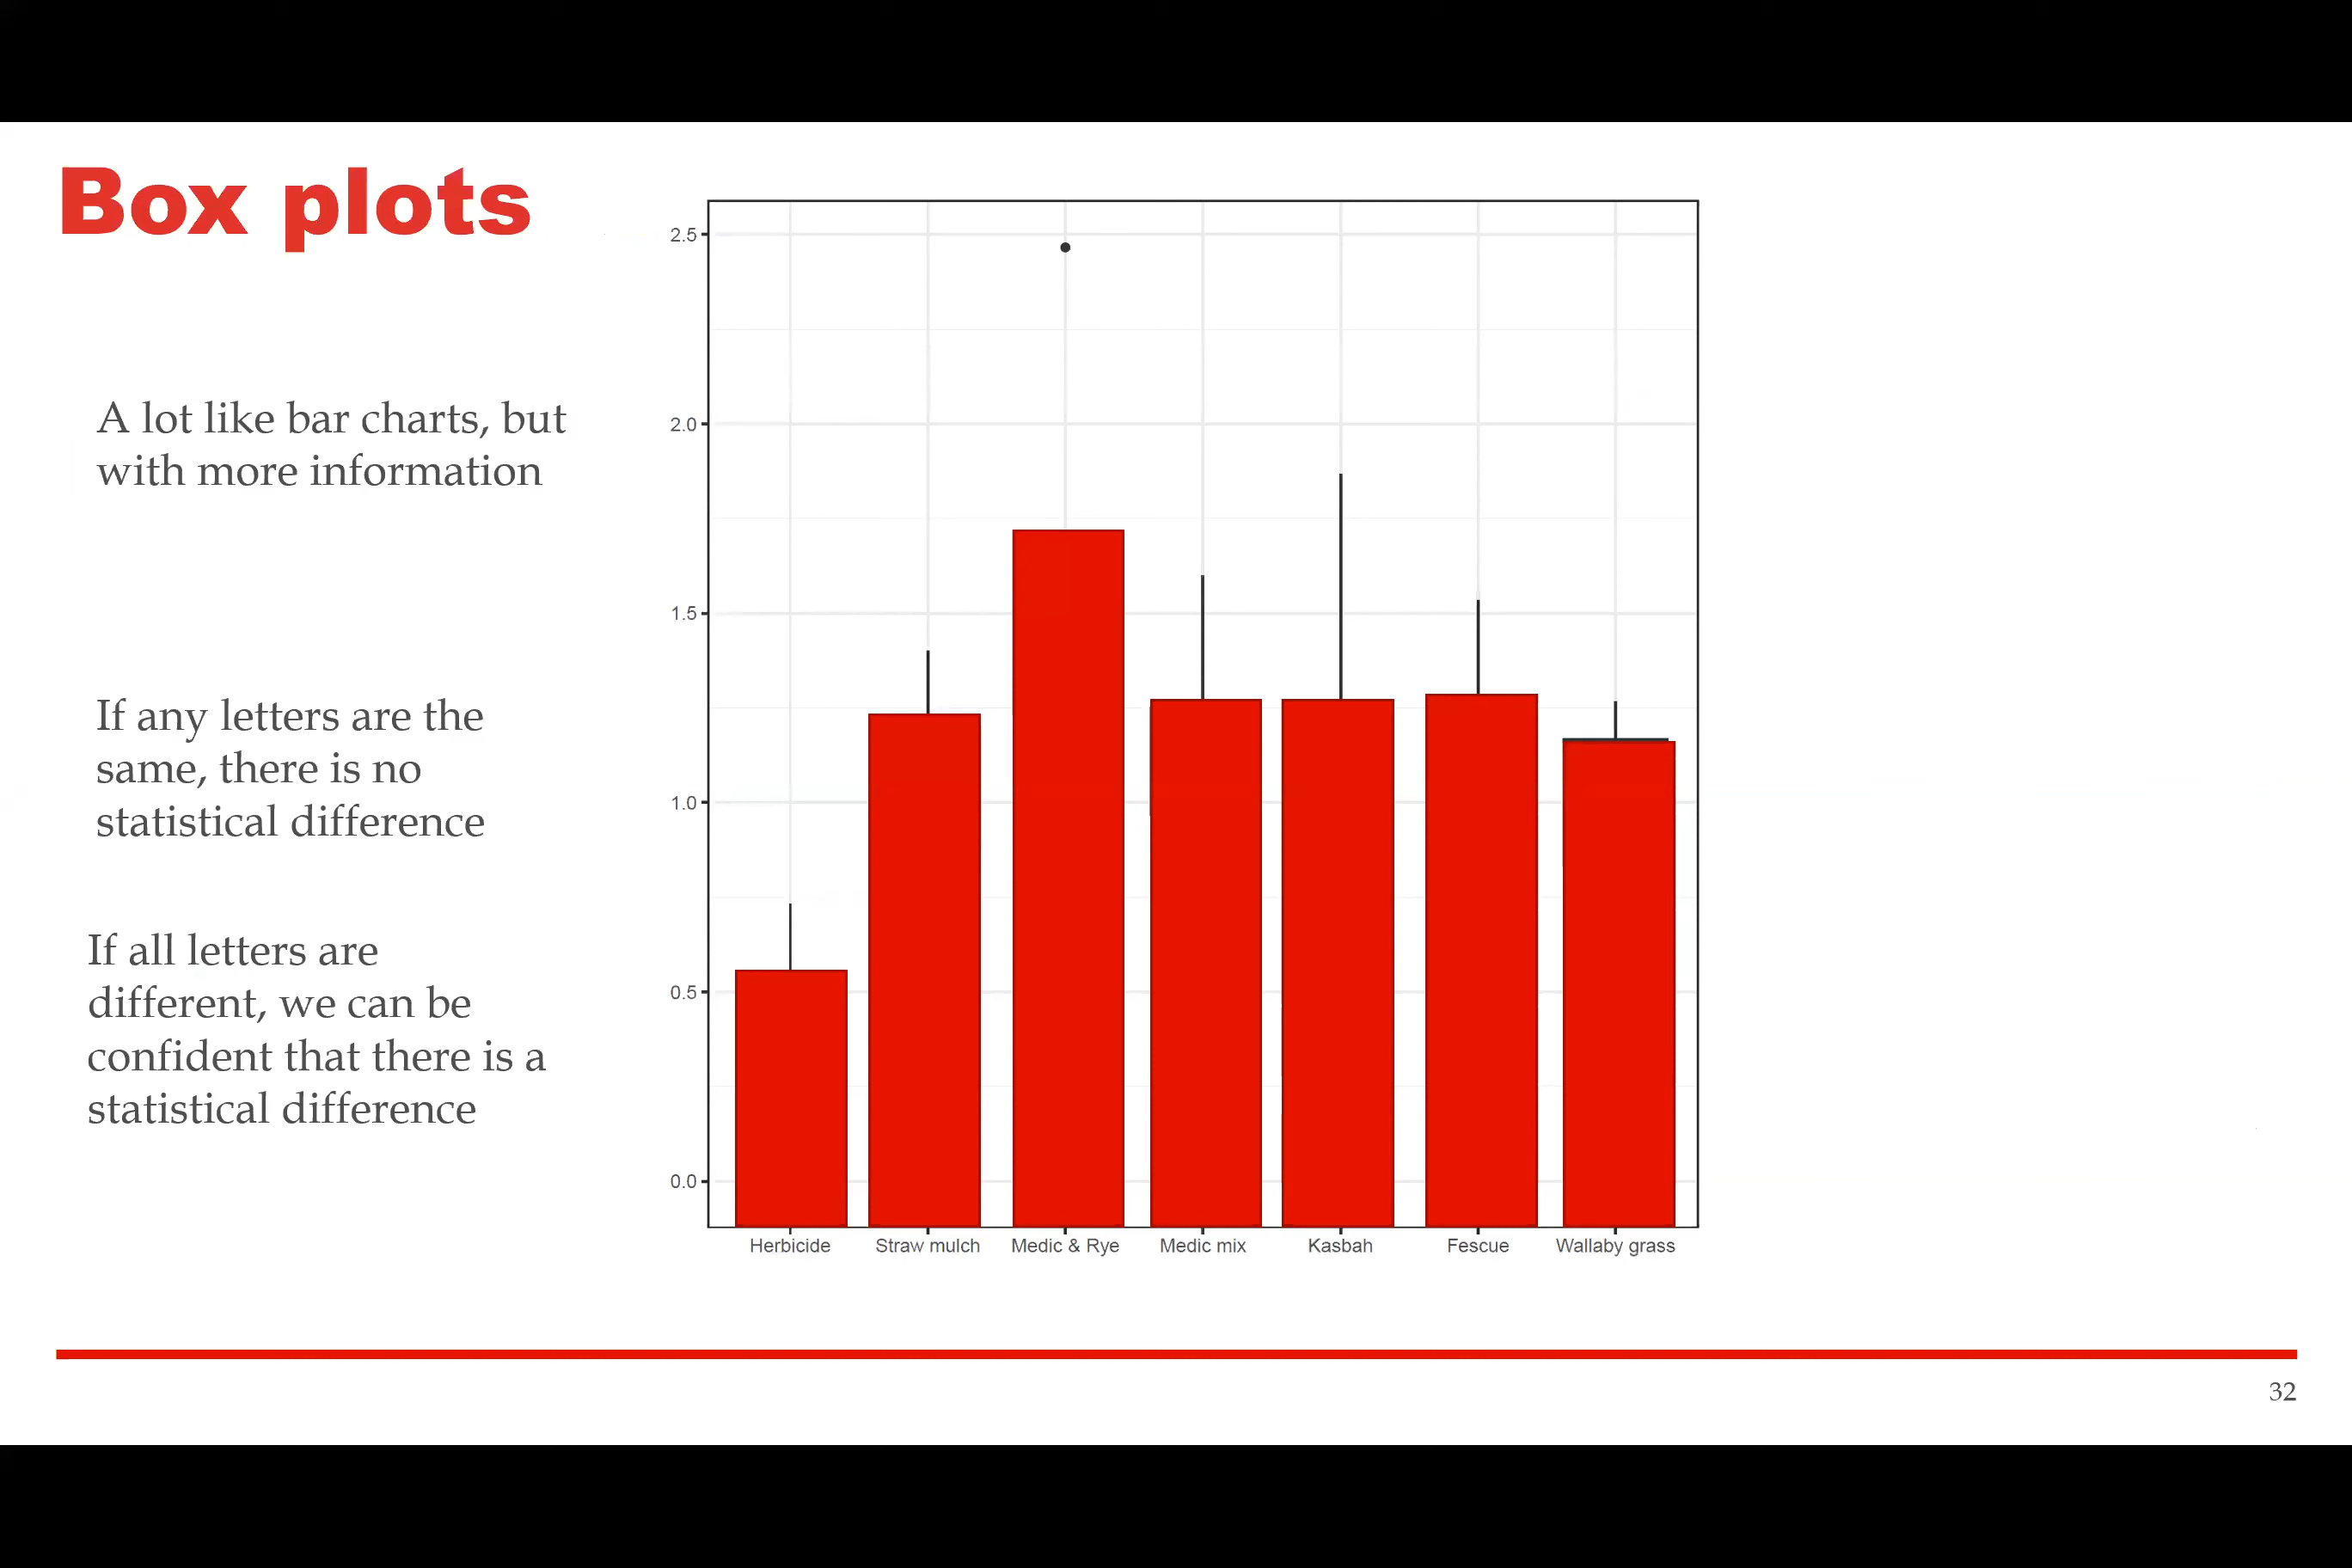 Box plots
A lot like bar charts, but
with more information
If any letters are the
same, there is no
statistical difference
If all letters are
different, we can be
confident that there is a
statistical difference
2.5
2.0
1.5
1.0
0.5
0.0
Herbicide Straw mulch Medic & Rye Medic mix Kasbah Fescue Wallaby grass
32